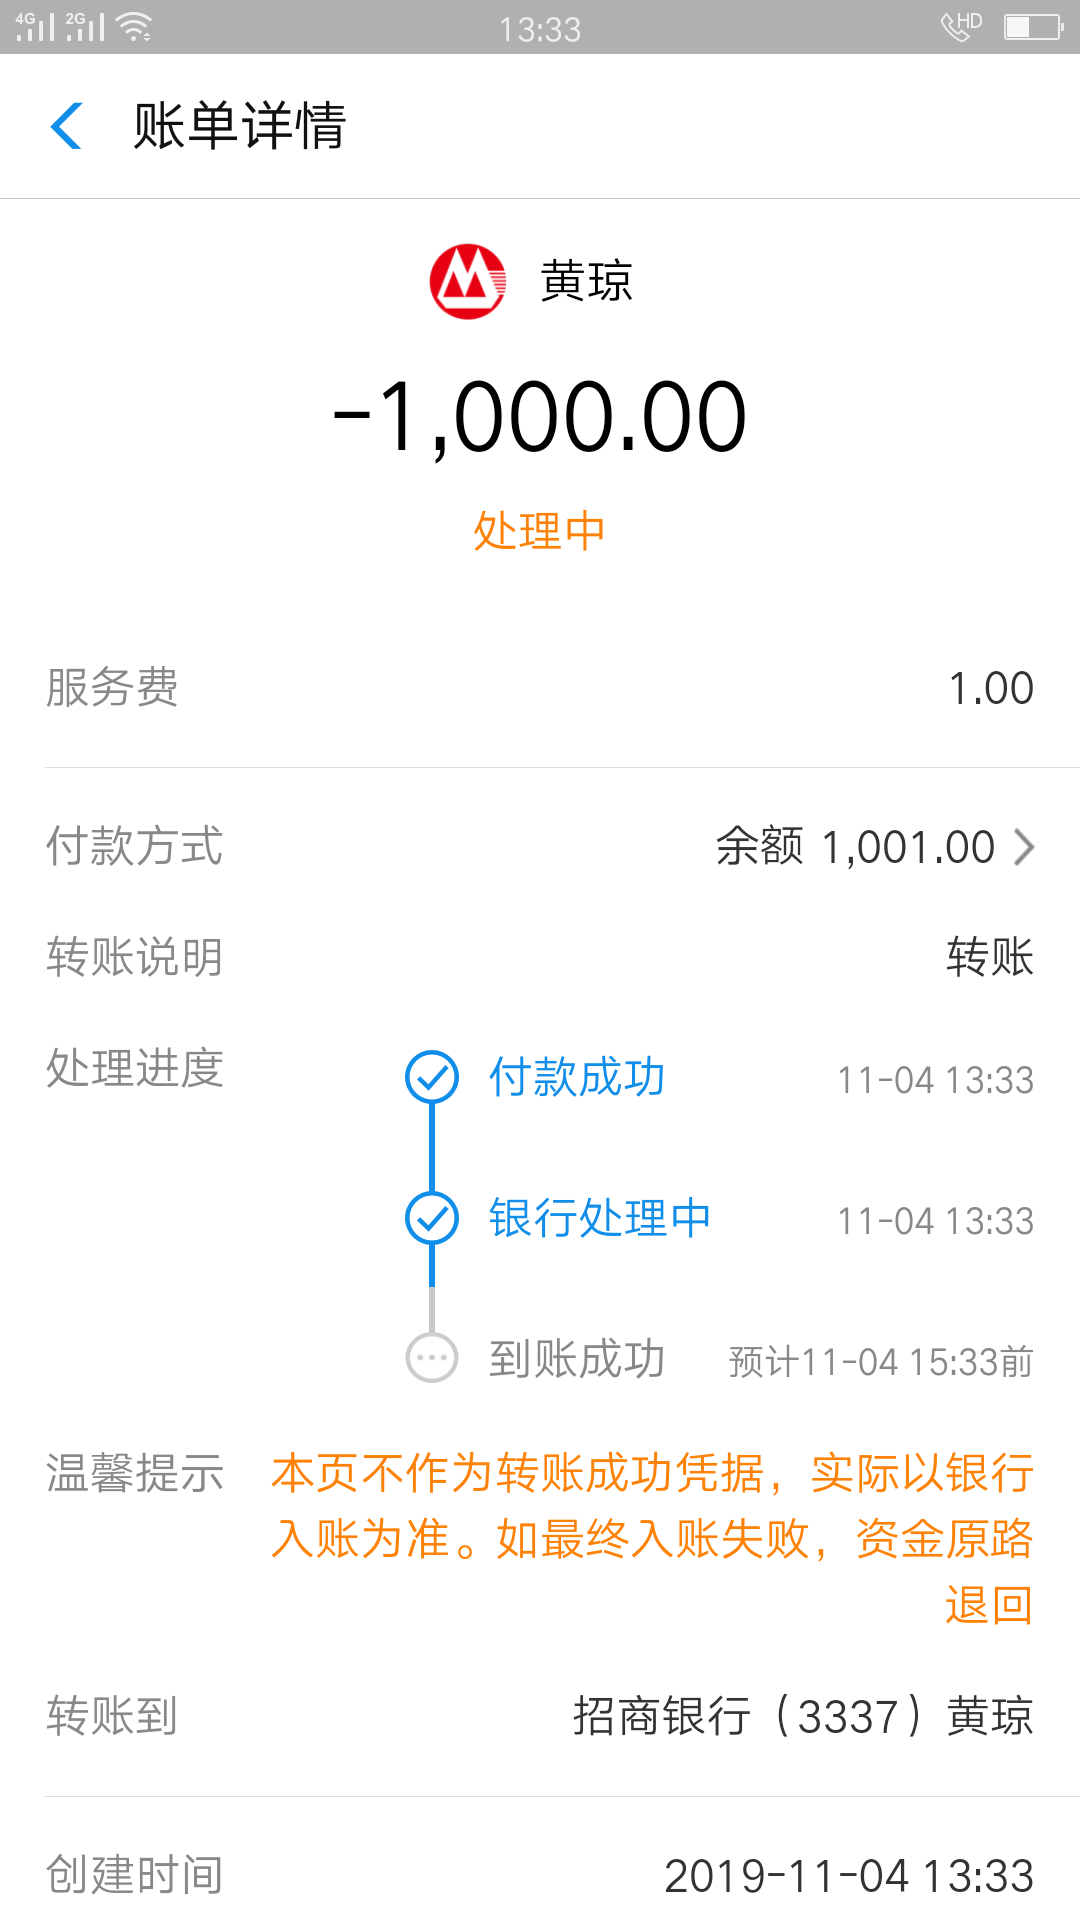 4G 2G 13:33 HD
账单详情
黄琼
-1,000.00
处理中
服务费 1.00
付款方式 余额 1,001.00
转账说明 转账
处理进度 付款成功 11-04 13:33
银行处理中 11-04 13:33
到账成功 预计11-04 15:33前
温馨提示 本页不作为转账成功凭据，实际以银行
入账为准。如最终入账失败，资金原路
退回
转账到 招商银行（3337）黄琼
创建时间 2019-11-04 13:33